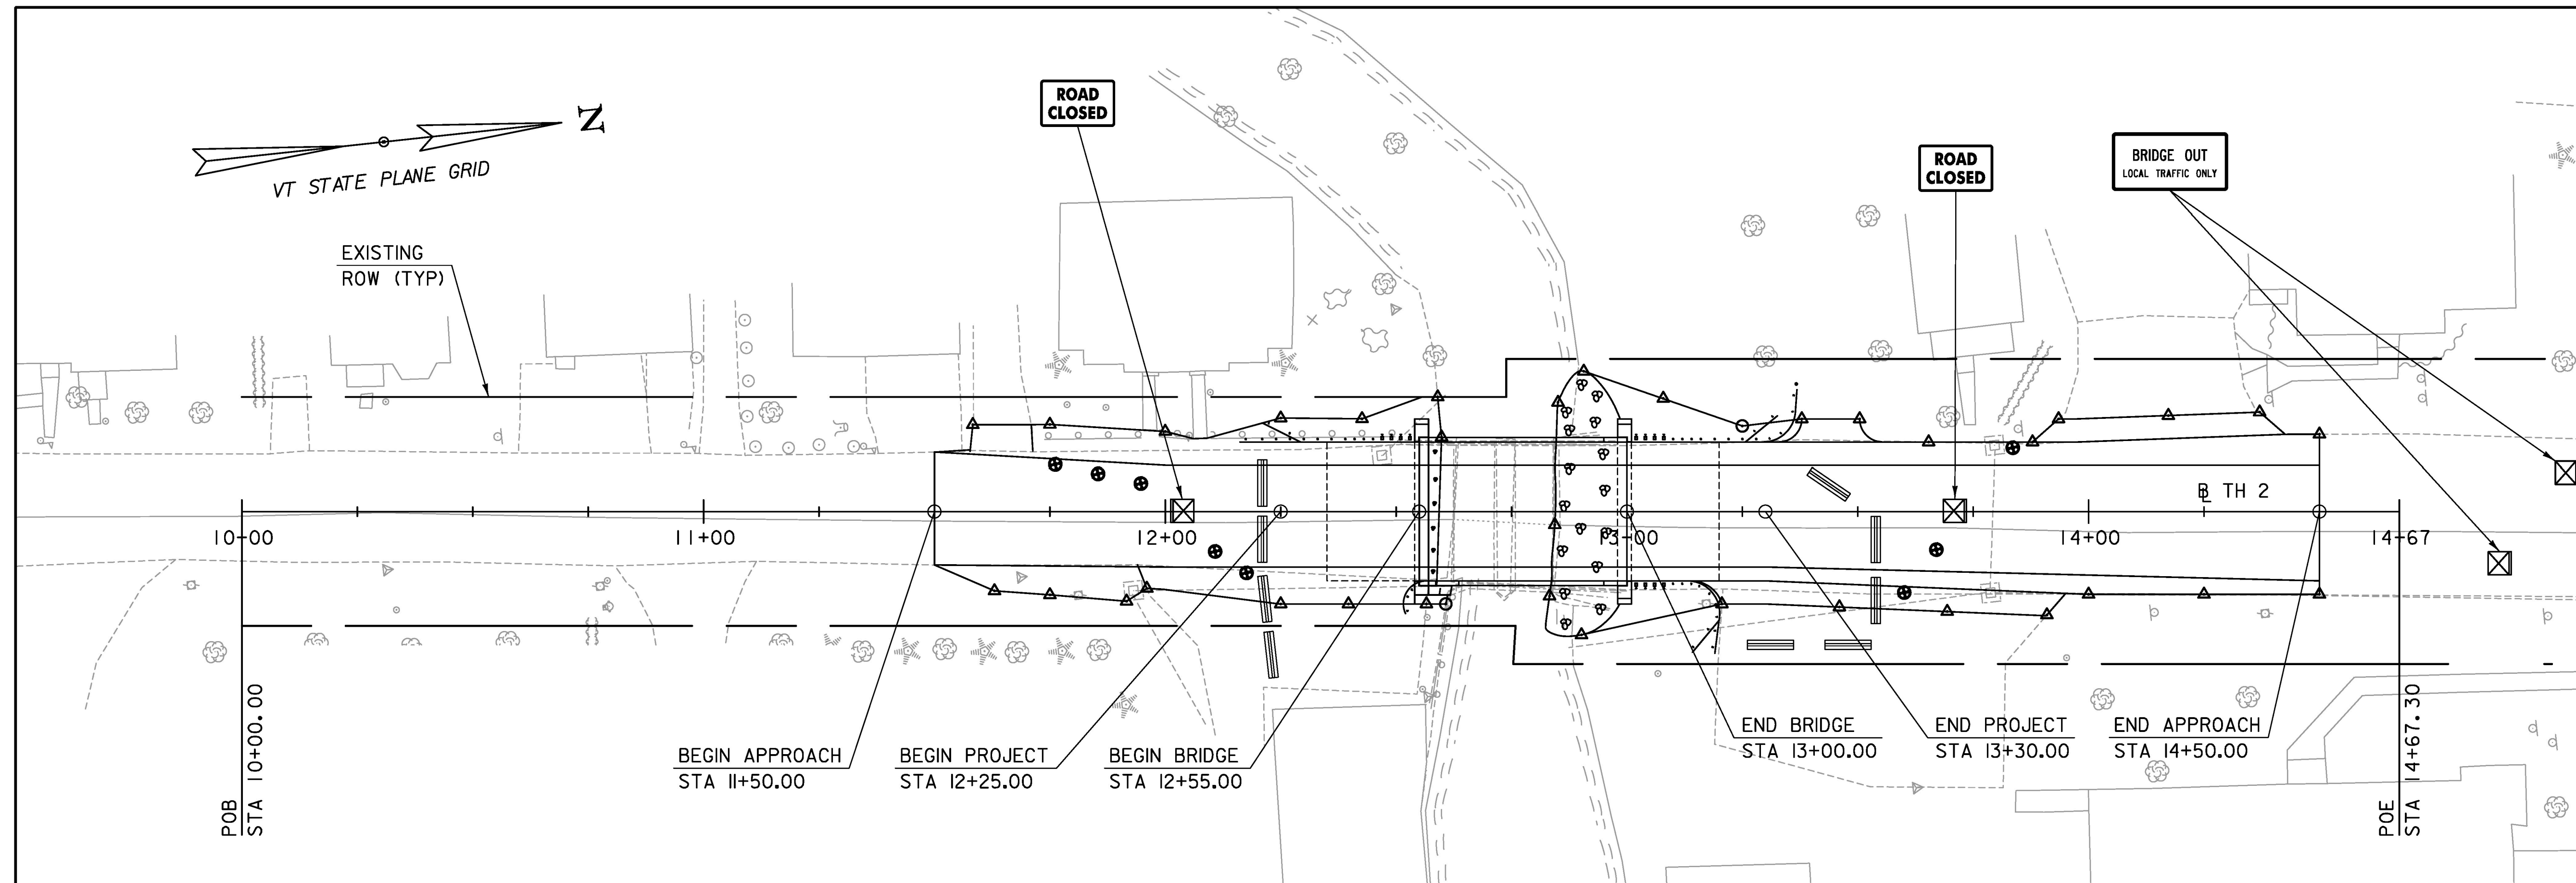 ROAD
CLOSED
N
VT STATE PLANE GRID
ROAD
CLOSED
BRIDGE OUT
LOCAL TRAFFIC ONLY
EXISTING
ROW (TYP)
BL TH 2
10+00
11+00
12+00
13+00
14+00
14+67
BEGIN APPROACH
STA 11+50.00
BEGIN PROJECT
STA 12+25.00
BEGIN BRIDGE
STA 12+55.00
END BRIDGE
STA 13+00.00
END PROJECT
STA 13+30.00
END APPROACH
STA 14+50.00
POB
STA 10+00.00
POE
STA 14+67.30